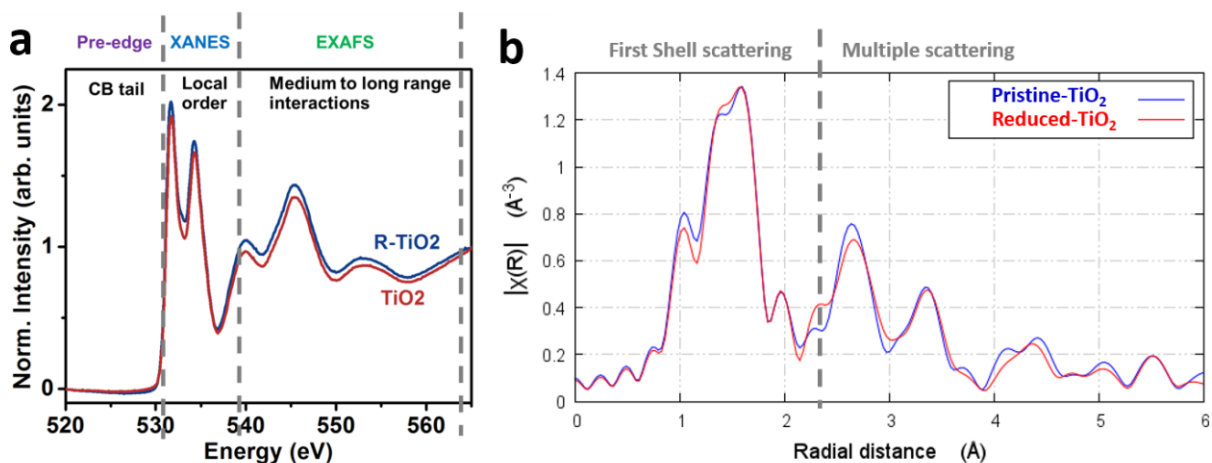 a
Pre-edge XANES EXAFS
CB tail
Local
order
Medium to long range
interactions
Norm. Intensity (arb. units)
2
1
0
R-TiO2
TiO2
520 530 540 550 560
Energy (eV)
b
First Shell scattering Multiple scattering
Pristine-TiO₂
Reduced-TiO₂
|χ(R)| (Å⁻³)
1.4
1.2
1
0.8
0.6
0.4
0.2
0
0 1 2 3 4 5 6
Radial distance (Å)